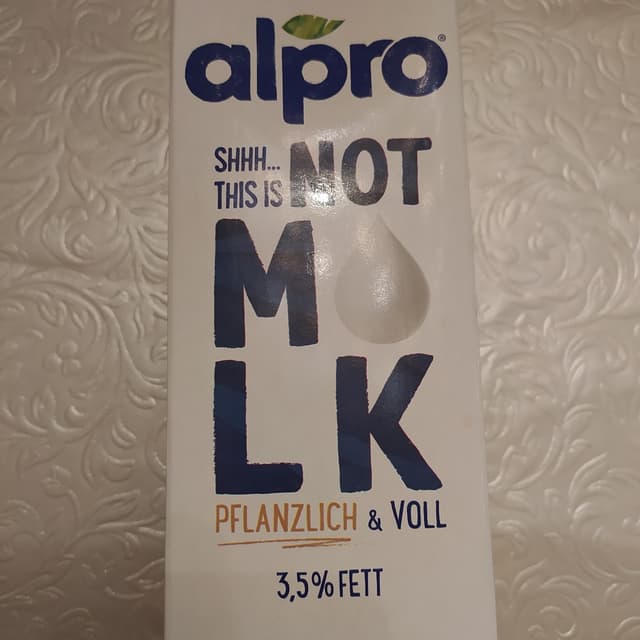 alpro®
SHHH...
THIS IS NOT
M LK
PFLANZLICH & VOLL
3,5% FETT